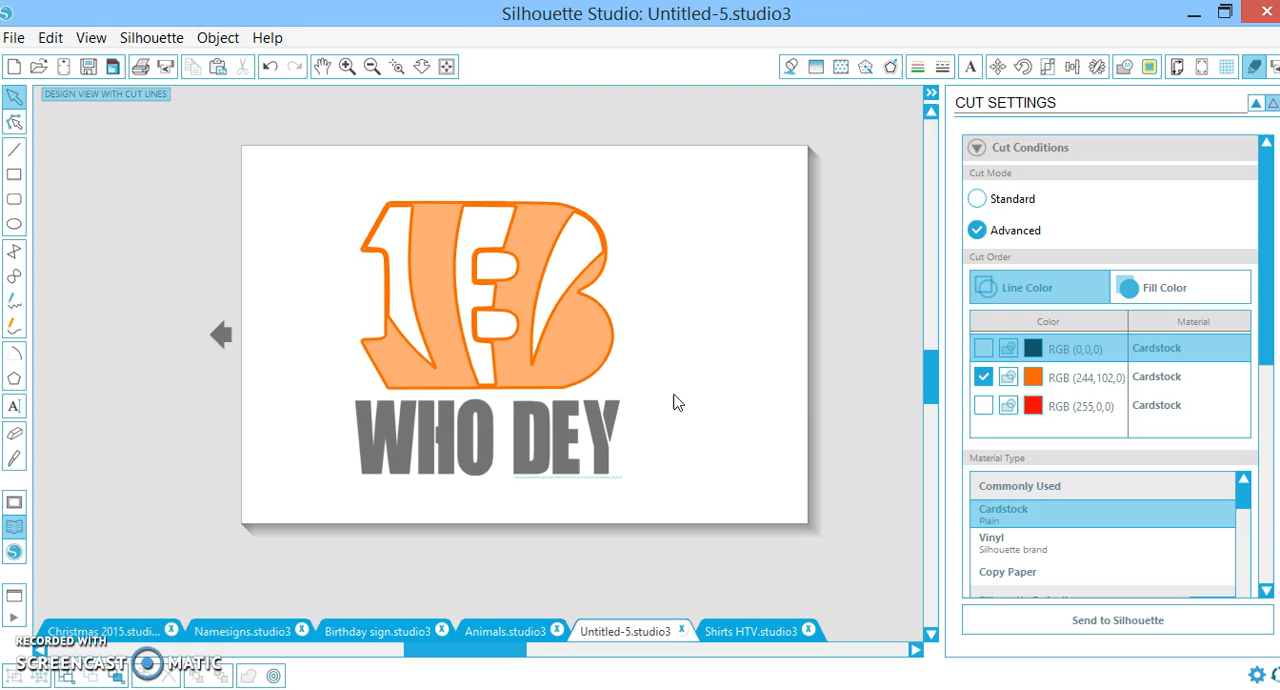 Silhouette Studio: Untitled-5.studio3
File Edit View Silhouette Object Help
DESIGN VIEW WITH CUT LINES
CUT SETTINGS
Cut Conditions
Cut Mode
Standard
Advanced
Cut Order
Line Color Fill Color
Color Material
RGB (0,0,0) Cardstock
RGB (244,102,0) Cardstock
RGB (255,0,0) Cardstock
Material Type
Commonly Used
Cardstock
Plain
Vinyl
Silhouette brand
Copy Paper
Send to Silhouette
B
WHO DEY
Christmas 2015.studi... Namesigns.studio3 Birthday sign.studio3 Animals.studio3 Untitled-5.studio3 Shirts HTV.studio3
RECORDED WITH
SCREENCAST MATIC